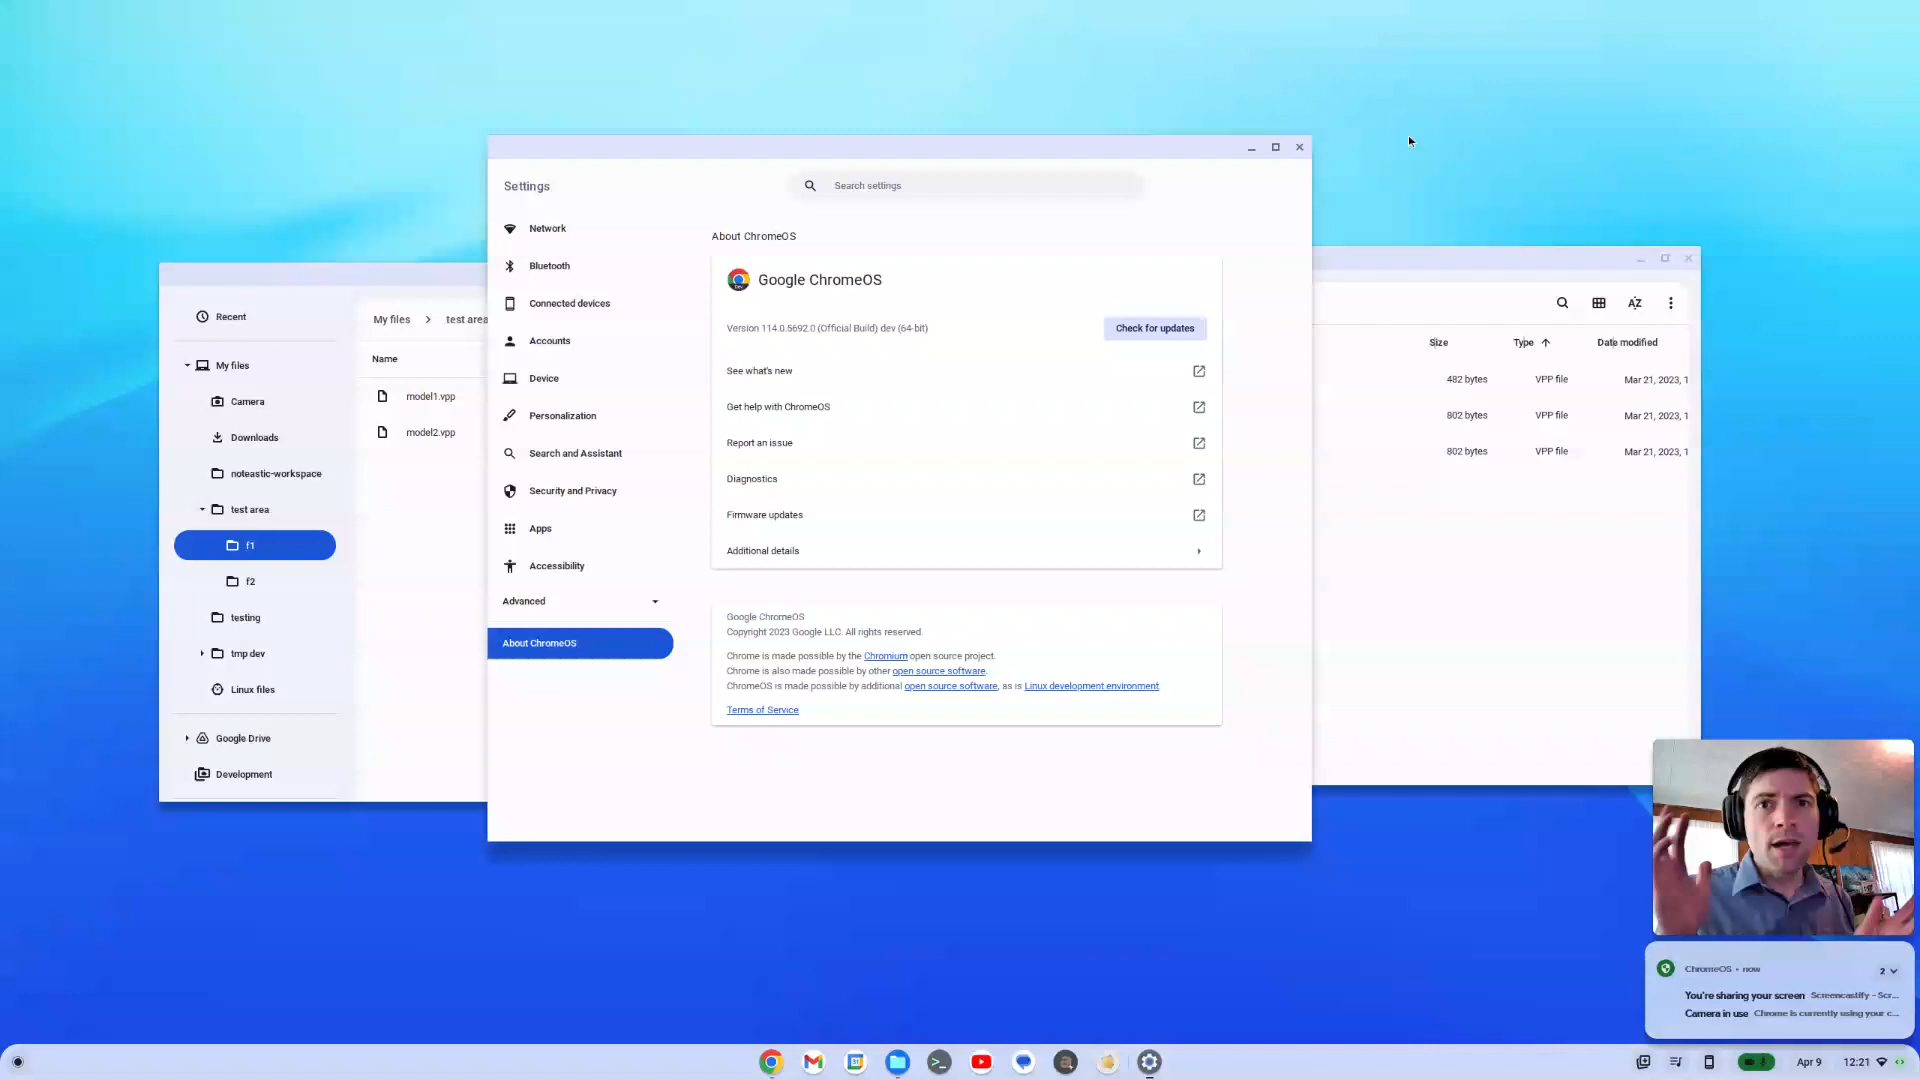 Settings
Search settings
Network
Bluetooth
Connected devices
Accounts
Device
Personalization
Search and Assistant
Security and Privacy
Apps
Accessibility
Advanced
About ChromeOS
About ChromeOS
Google ChromeOS
Version 114.0.5692.0 (Official Build) dev (64-bit)
Check for updates
See what's new
Get help with ChromeOS
Report an issue
Diagnostics
Firmware updates
Additional details
Google ChromeOS
Copyright 2023 Google LLC. All rights reserved.
Chrome is made possible by the Chromium open source project.
Chrome is also made possible by other open source software.
ChromeOS is made possible by additional open source software, as is Linux development environment
Terms of Service
Recent
My files
Camera
Downloads
noteastic-workspace
test area
f1
f2
testing
tmp dev
Linux files
Google Drive
Development
My files > test area
Name
model1.vpp
model2.vpp
Size Type Date modified
482 bytes VPP file Mar 21, 2023, 1
802 bytes VPP file Mar 21, 2023, 1
802 bytes VPP file Mar 21, 2023, 1
ChromeOS • now
2
You're sharing your screen Screencastify - Scr...
Camera in use Chrome is currently using your c...
Apr 9
12:21